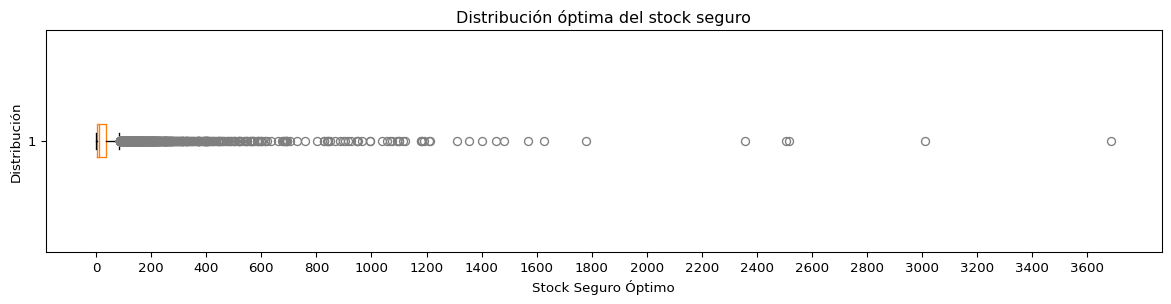 Distribución óptima del stock seguro
Distribución
1
0 200 400 600 800 1000 1200 1400 1600 1800 2000 2200 2400 2600 2800 3000 3200 3400 3600
Stock Seguro Óptimo